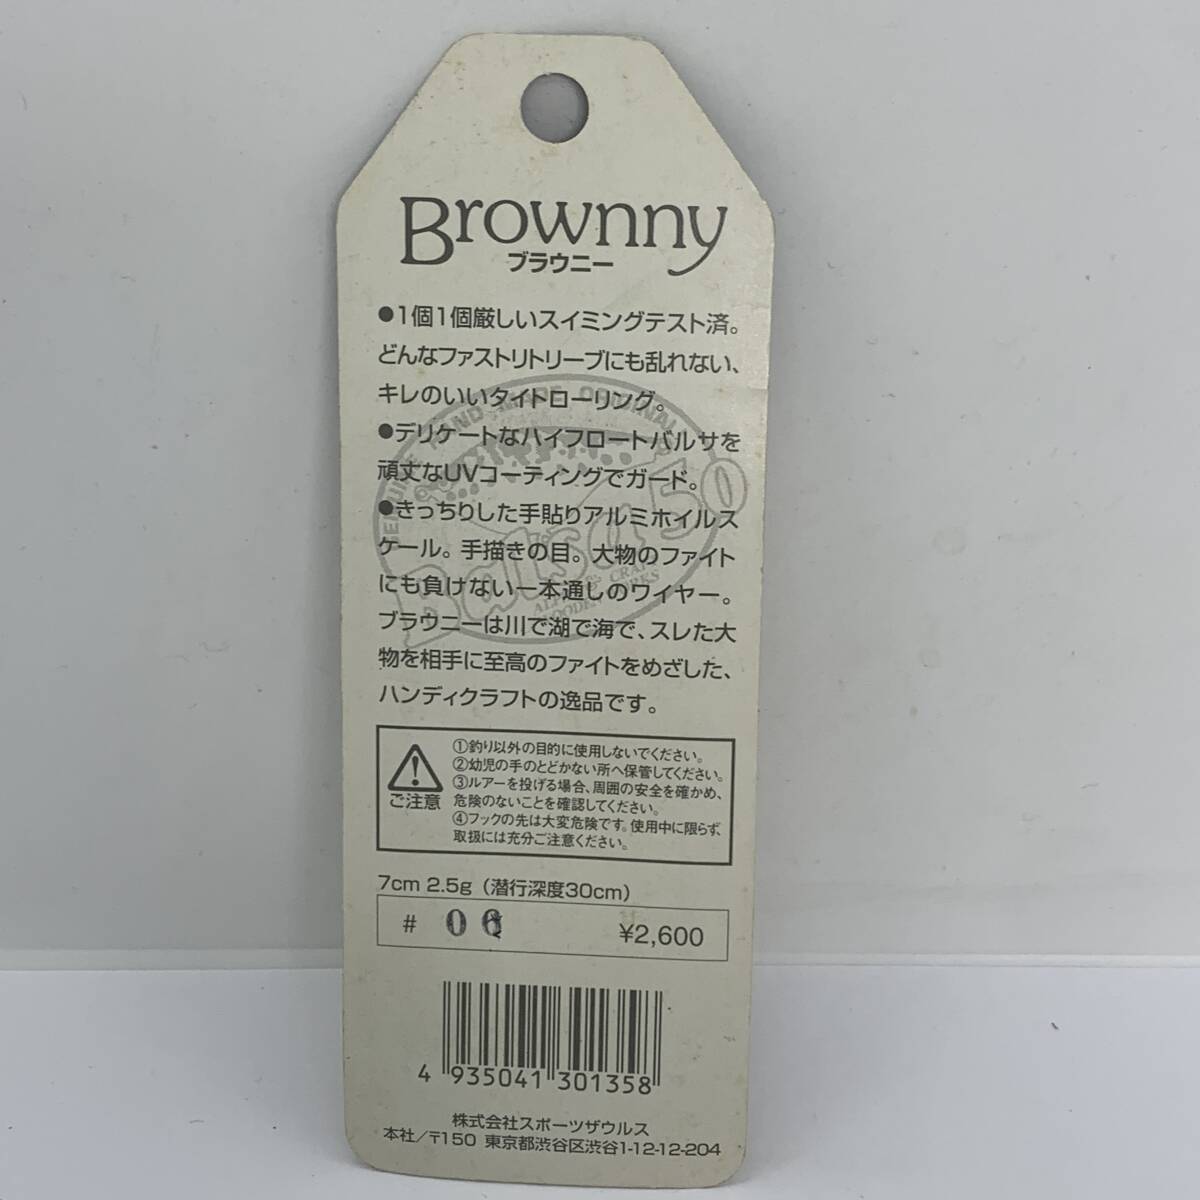 Brownny
ブラウニー
●1個1個厳しいスイミングテスト済。
どんなファストリトリーブにも乱れない、
キレのいいタイトローリング。
●デリケートなハイフロートバルサを
頑丈なUVコーティングでガード。
●きっちりした手貼りアルミホイルス
ケール。手描きの目。大物のファイト
にも負けない一本通しのワイヤー。
ブラウニーは川で湖で海で、スレた大
物を相手に至高のファイトをめざした、
ハンディクラフトの逸品です。
Balsa 50
ご注意
①釣り以外の目的に使用しないでください。
②幼児の手のとどかない所へ保管してください。
③ルアーを投げる場合、周囲の安全を確かめ、
危険のないことを確認してください。
④フックの先は大変危険です。使用中に限らず、
取扱には充分ご注意ください。
7cm 2.5g（潜行深度30cm）
# 06 ¥2,600
4 935041 301358
株式会社スポーツザウルス
本社／〒150 東京都渋谷区渋谷1-12-12-204